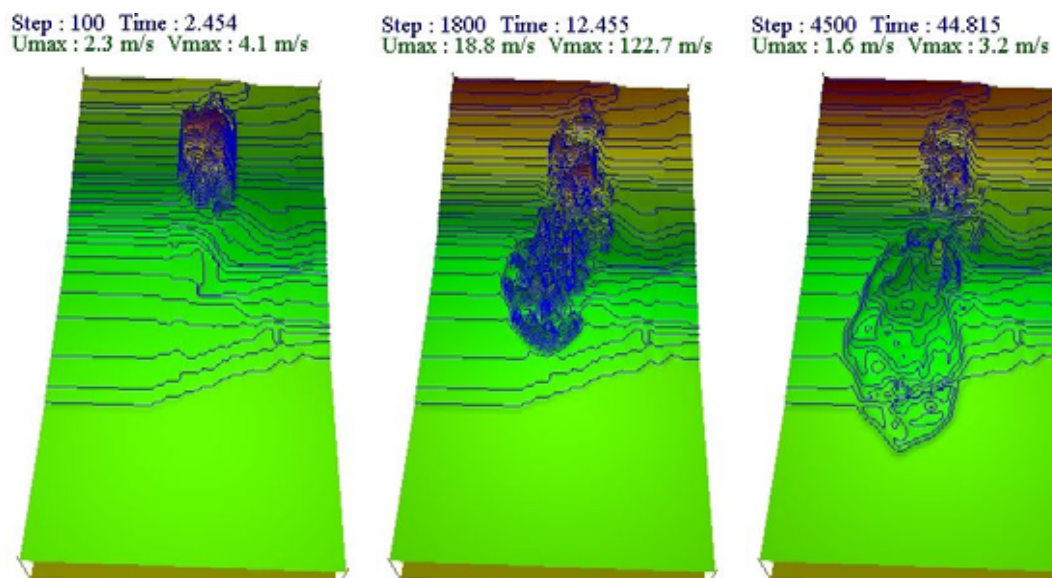 Step : 100 Time : 2.454
Umax : 2.3 m/s Vmax : 4.1 m/s
Step : 1800 Time : 12.455
Umax : 18.8 m/s Vmax : 122.7 m/s
Step : 4500 Time : 44.815
Umax : 1.6 m/s Vmax : 3.2 m/s